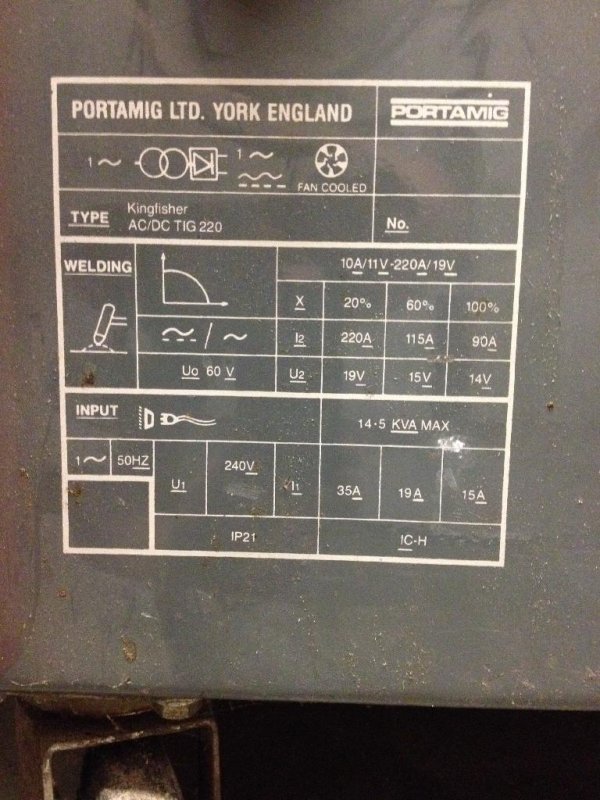 PORTAMIG LTD. YORK ENGLAND
PORTAMIG
1 ~
1 ~
FAN COOLED
TYPE Kingfisher
AC/DC TIG 220
No.
WELDING
10A/11V-220A/19V
X 20% 60% 100%
I2 220A 115A 90A
Uo 60 V U2 19V 15V 14V
INPUT
14·5 KVA MAX
1 ~ 50HZ U1 240V I1 35A 19A 15A
IP21 IC-H